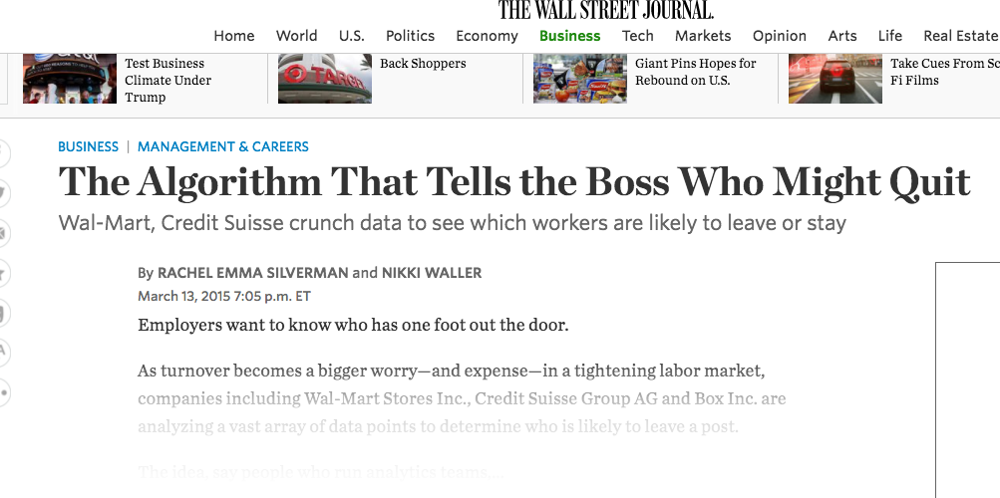 THE WALL STREET JOURNAL.
Home World U.S. Politics Economy Business Tech Markets Opinion Arts Life Real Estate
Test Business
Climate Under
Trump
Back Shoppers
Giant Pins Hopes for
Rebound on U.S.
Take Cues From Sc
Fi Films
TARG
BUSINESS | MANAGEMENT & CAREERS
The Algorithm That Tells the Boss Who Might Quit
Wal-Mart, Credit Suisse crunch data to see which workers are likely to leave or stay
By RACHEL EMMA SILVERMAN and NIKKI WALLER
March 13, 2015 7:05 p.m. ET
Employers want to know who has one foot out the door.
As turnover becomes a bigger worry—and expense—in a tightening labor market,
companies including Wal-Mart Stores Inc., Credit Suisse Group AG and Box Inc. are
analyzing a vast array of data points to determine who is likely to leave a post.
The idea, say people who run analytics teams...